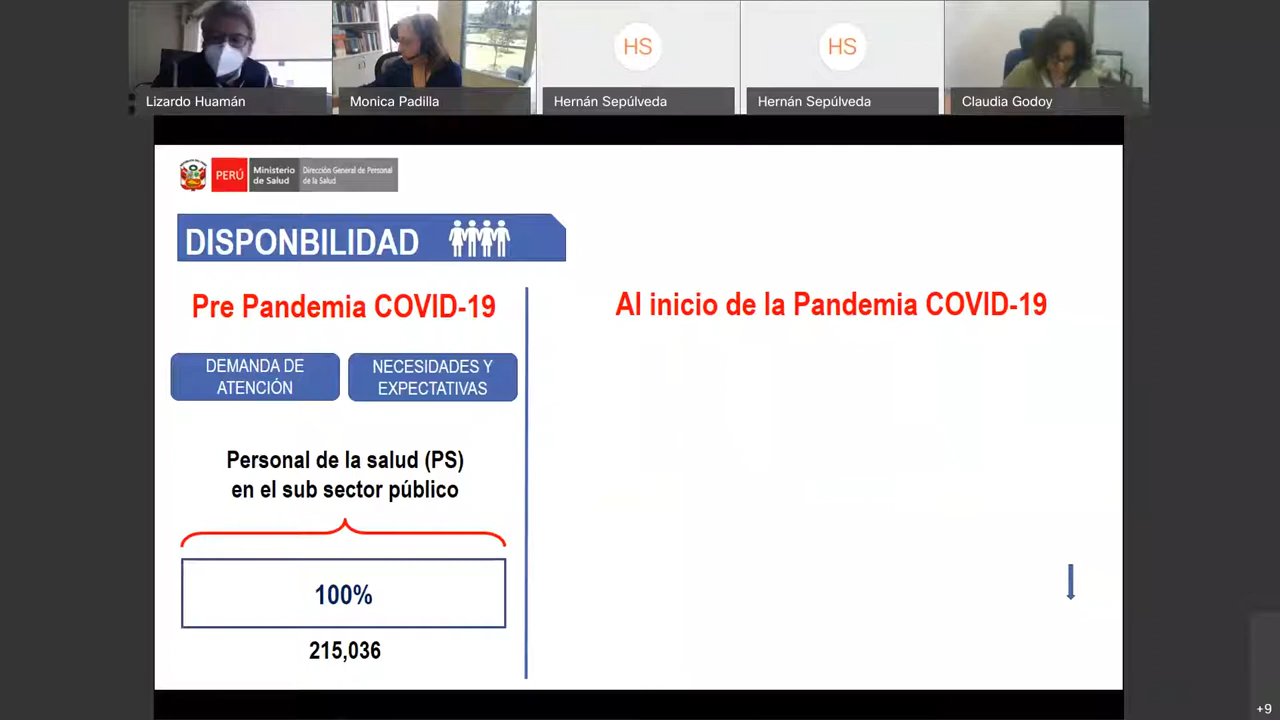 HS
HS
Lizardo Huamán
Monica Padilla
Hernán Sepúlveda
Hernán Sepúlveda
Claudia Godoy
PERÚ
Ministerio
de Salud
Dirección General de Personal
de la Salud
DISPONBILIDAD
Pre Pandemia COVID-19
Al inicio de la Pandemia COVID-19
DEMANDA DE
ATENCIÓN
NECESIDADES Y
EXPECTATIVAS
Personal de la salud (PS)
en el sub sector público
100%
215,036
+9